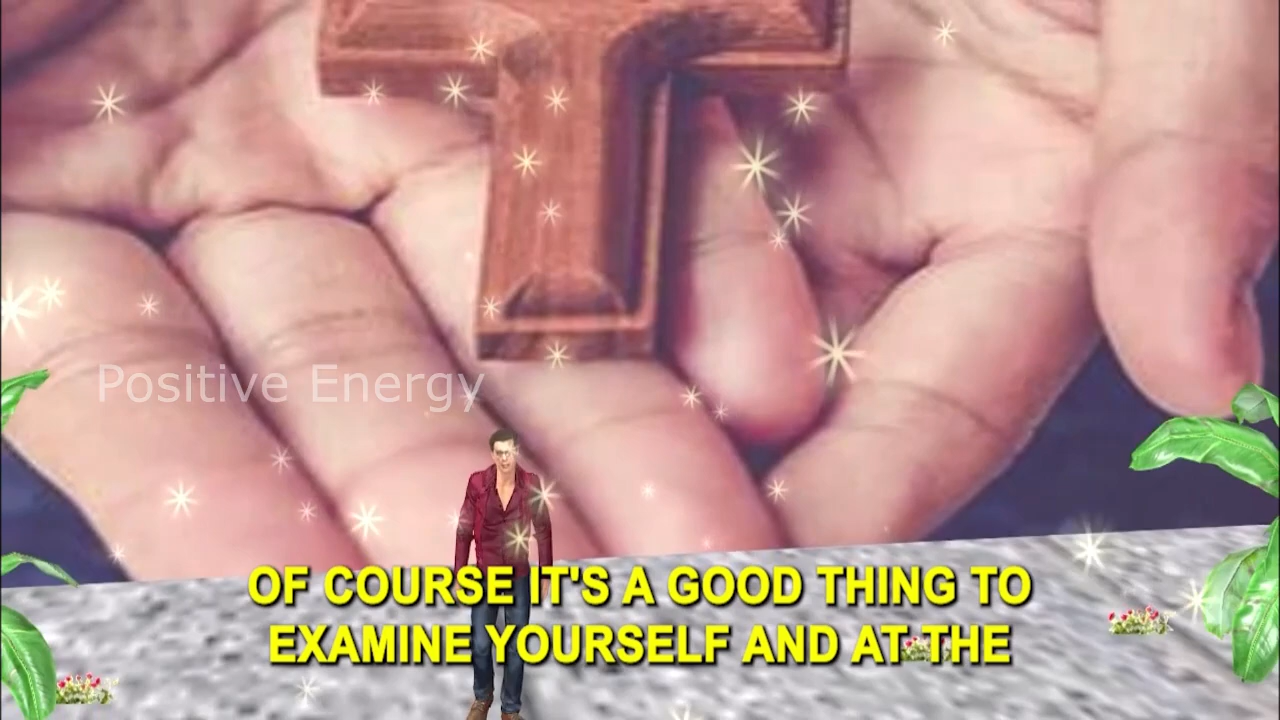 Positive Energy
OF COURSE IT'S A GOOD THING TO
EXAMINE YOURSELF AND AT THE